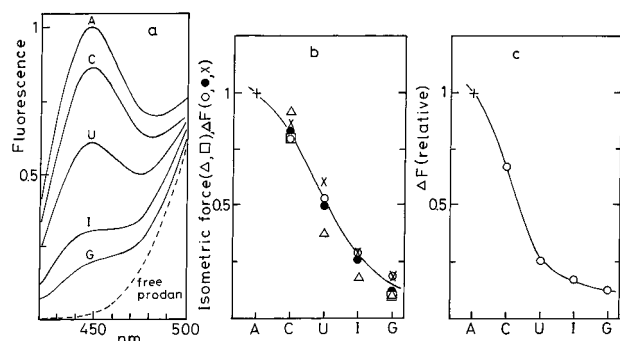 a
A
C
U
I
G
free
prodan
Fluorescence
1
0.5
450
500
nm
b
Isometric force(△,□),ΔF(○,●,X)
1
0.5
A C U I G
c
ΔF(relative)
1
0.5
A C U I G